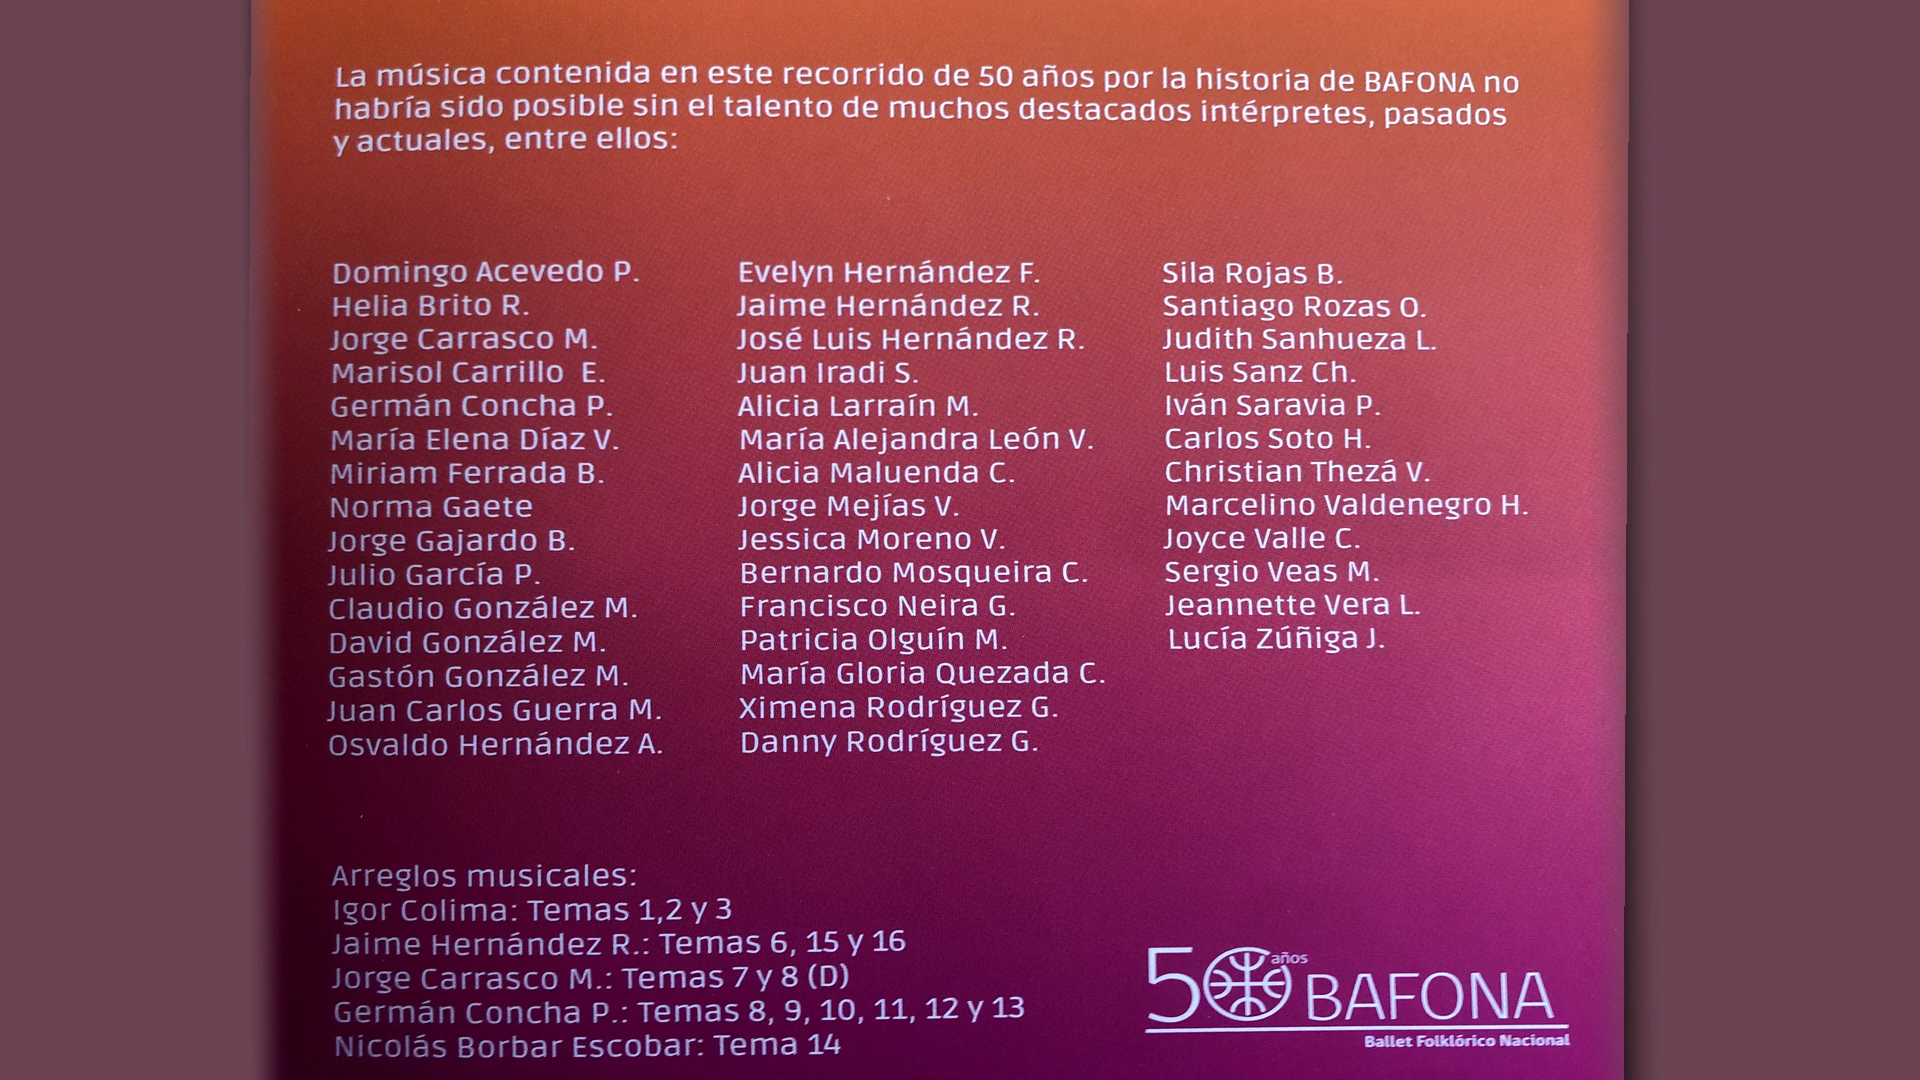 La música contenida en este recorrido de 50 años por la historia de BAFONA no
habría sido posible sin el talento de muchos destacados intérpretes, pasados
y actuales, entre ellos:
Domingo Acevedo P.
Helia Brito R.
Jorge Carrasco M.
Marisol Carrillo  E.
Germán Concha P.
María Elena Díaz V.
Miriam Ferrada B.
Norma Gaete
Jorge Gajardo B.
Julio García P.
Claudio González M.
David González M.
Gastón González M.
Juan Carlos Guerra M.
Osvaldo Hernández A.
Evelyn Hernández F.
Jaime Hernández R.
José Luis Hernández R.
Juan Iradi S.
Alicia Larraín M.
María Alejandra León V.
Alicia Maluenda C.
Jorge Mejías V.
Jessica Moreno V.
Bernardo Mosqueira C.
Francisco Neira G.
Patricia Olguín M.
María Gloria Quezada C.
Ximena Rodríguez G.
Danny Rodríguez G.
Sila Rojas B.
Santiago Rozas O.
Judith Sanhueza L.
Luis Sanz Ch.
Iván Saravia P.
Carlos Soto H.
Christian Thezá V.
Marcelino Valdenegro H.
Joyce Valle C.
Sergio Veas M.
Jeannette Vera L.
Lucía Zúñiga J.
Arreglos musicales:
Igor Colima: Temas 1,2 y 3
Jaime Hernández R.: Temas 6, 15 y 16
Jorge Carrasco M.: Temas 7 y 8 (D)
Germán Concha P.: Temas 8, 9, 10, 11, 12 y 13
Nicolás Borbar Escobar: Tema 14
50 años BAFONA
Ballet Folklórico Nacional